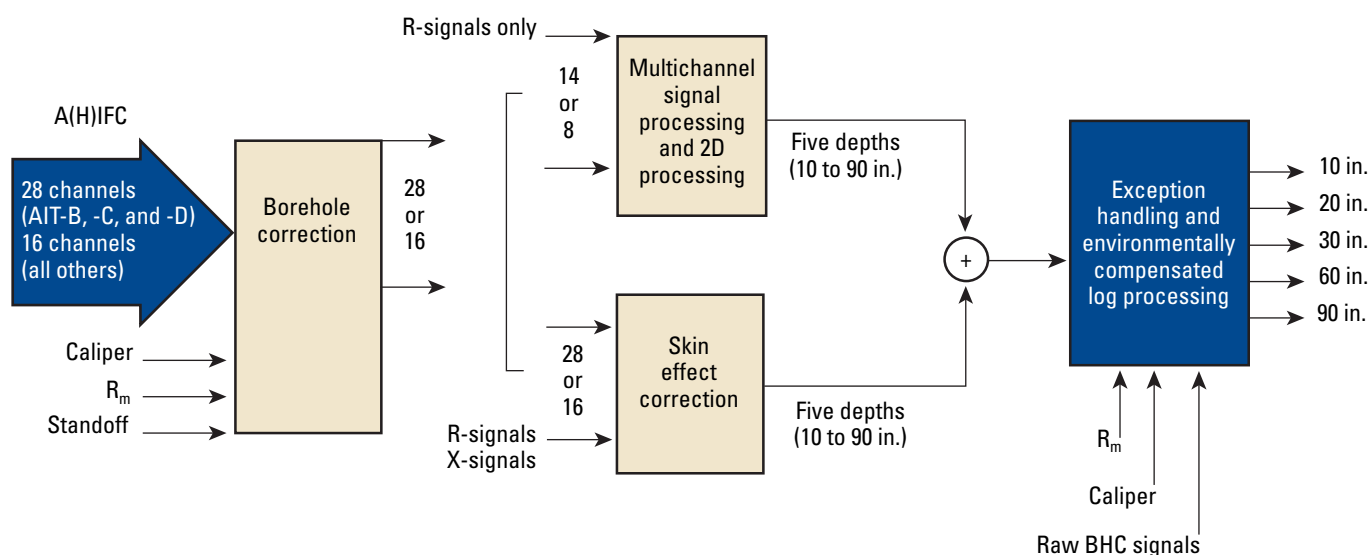 A(H)IFC
28 channels
(AIT-B, -C, and -D)
16 channels
(all others)
Caliper
Rm
Standoff
Borehole
correction
28
or
16
R-signals only
14
or
8
Multichannel
signal
processing
and 2D
processing
Five depths
(10 to 90 in.)
28
or
16
R-signals
X-signals
Skin
effect
correction
Five depths
(10 to 90 in.)
+
Exception
handling and
environmentally
compensated
log processing
10 in.
20 in.
30 in.
60 in.
90 in.
Rm
Caliper
Raw BHC signals